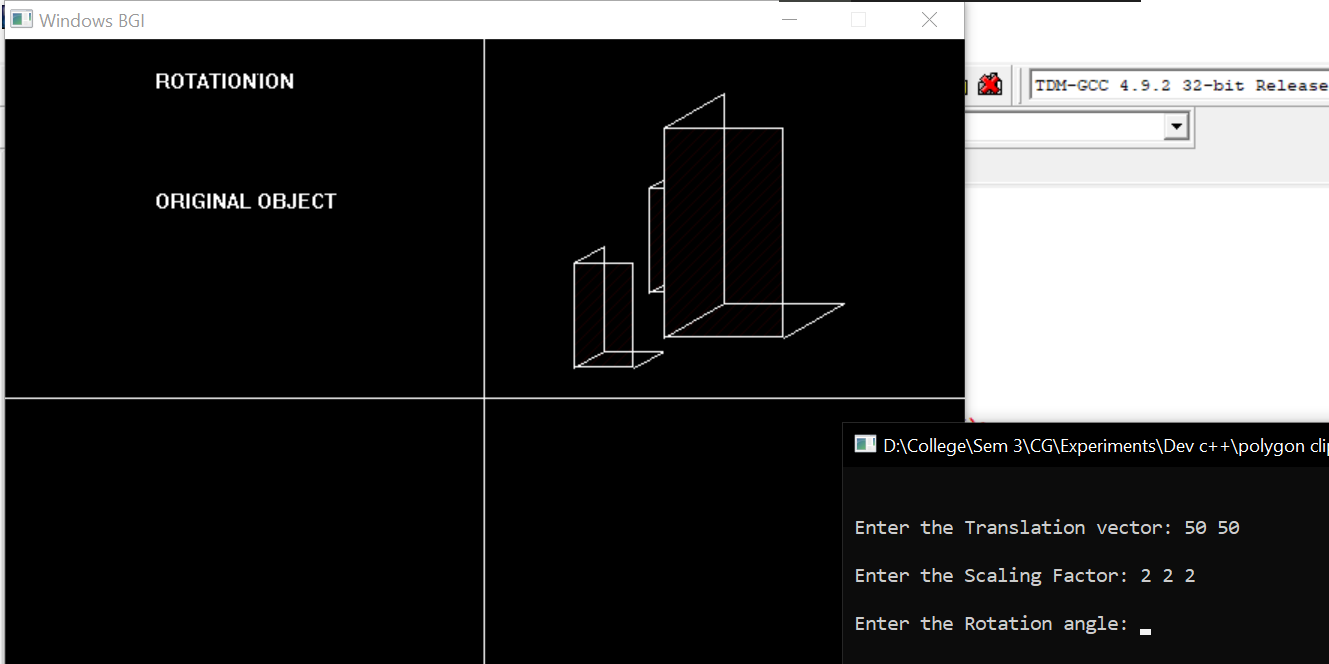 Windows BGI
ROTATIONION
TDM-GCC 4.9.2 32-bit Release
ORIGINAL OBJECT
D:\College\Sem 3\CG\Experiments\Dev c++\polygon cli
Enter the Translation vector: 50 50
Enter the Scaling Factor: 2 2 2
Enter the Rotation angle: